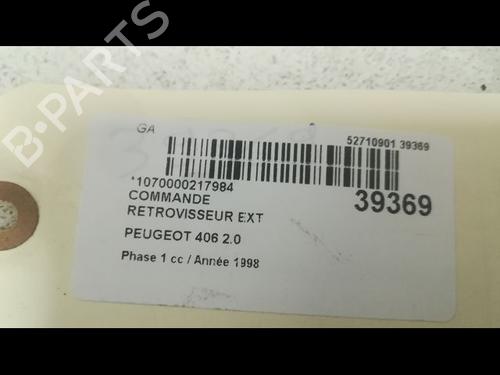 B-PARTS
GA
52710901 39369
*1070000217984
COMMANDE
RETROVISSEUR EXT
39369
PEUGEOT 406 2.0
Phase 1 cc / Année 1998